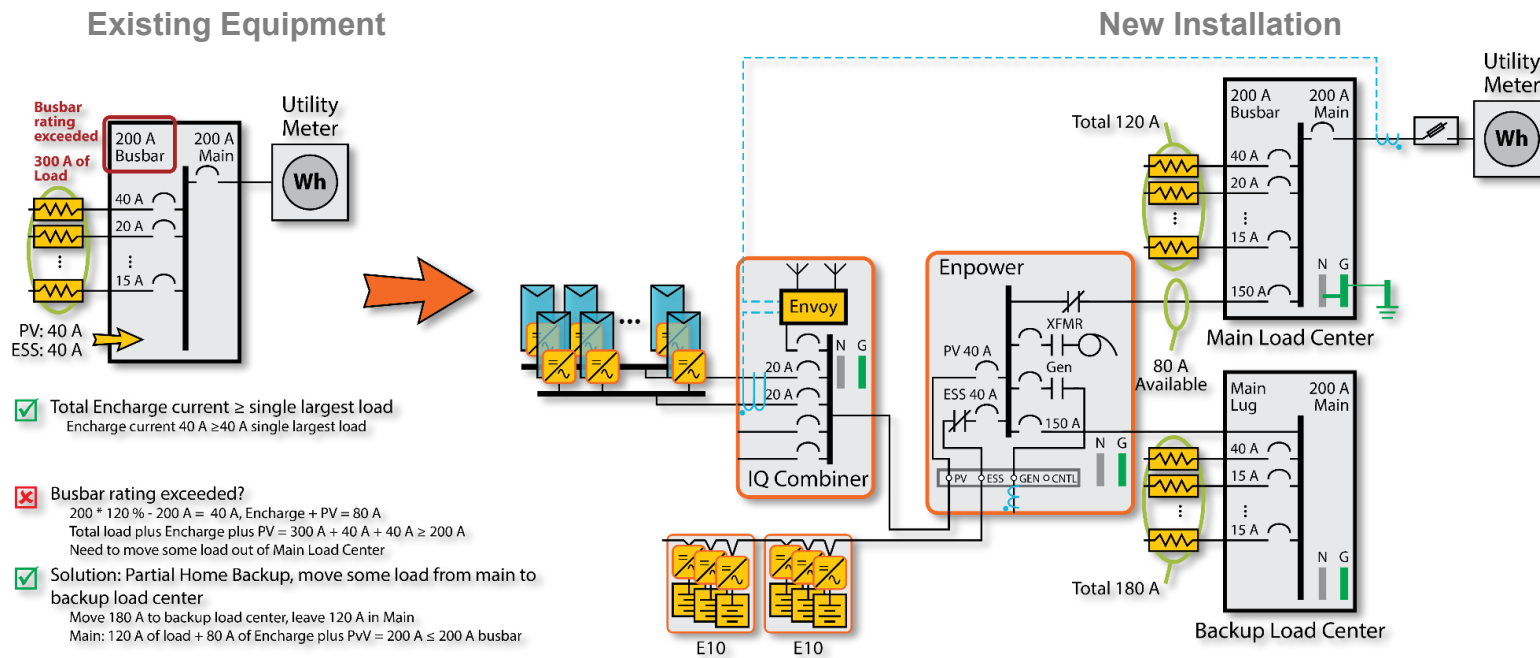 Existing Equipment
New Installation
Busbar
rating
exceeded
300 A of
Load
200 A
Busbar
200 A
Main
Utility
Meter
Wh
40 A
20 A
15 A
PV: 40 A
ESS: 40 A
Total Encharge current ≥ single largest load
Encharge current 40 A ≥40 A single largest load
Busbar rating exceeded?
200 * 120 % - 200 A = 40 A, Encharge + PV = 80 A
Total load plus Encharge plus PV = 300 A + 40 A + 40 A ≥ 200 A
Need to move some load out of Main Load Center
Solution: Partial Home Backup, move some load from main to
backup load center
Move 180 A to backup load center, leave 120 A in Main
Main: 120 A of load + 80 A of Encharge plus PvV = 200 A ≤ 200 A busbar
Envoy
N G
20 A
20 A
IQ Combiner
E10
E10
Enpower
XFMR
PV 40 A
Gen
ESS 40 A
150 A
N G
PV ESS GEN CNTL
Total 120 A
200 A
Busbar
200 A
Main
40 A
20 A
15 A
N G
150 A
Main Load Center
80 A
Available
Utility
Meter
Wh
Main
Lug
200 A
Main
40 A
15 A
15 A
N G
Total 180 A
Backup Load Center